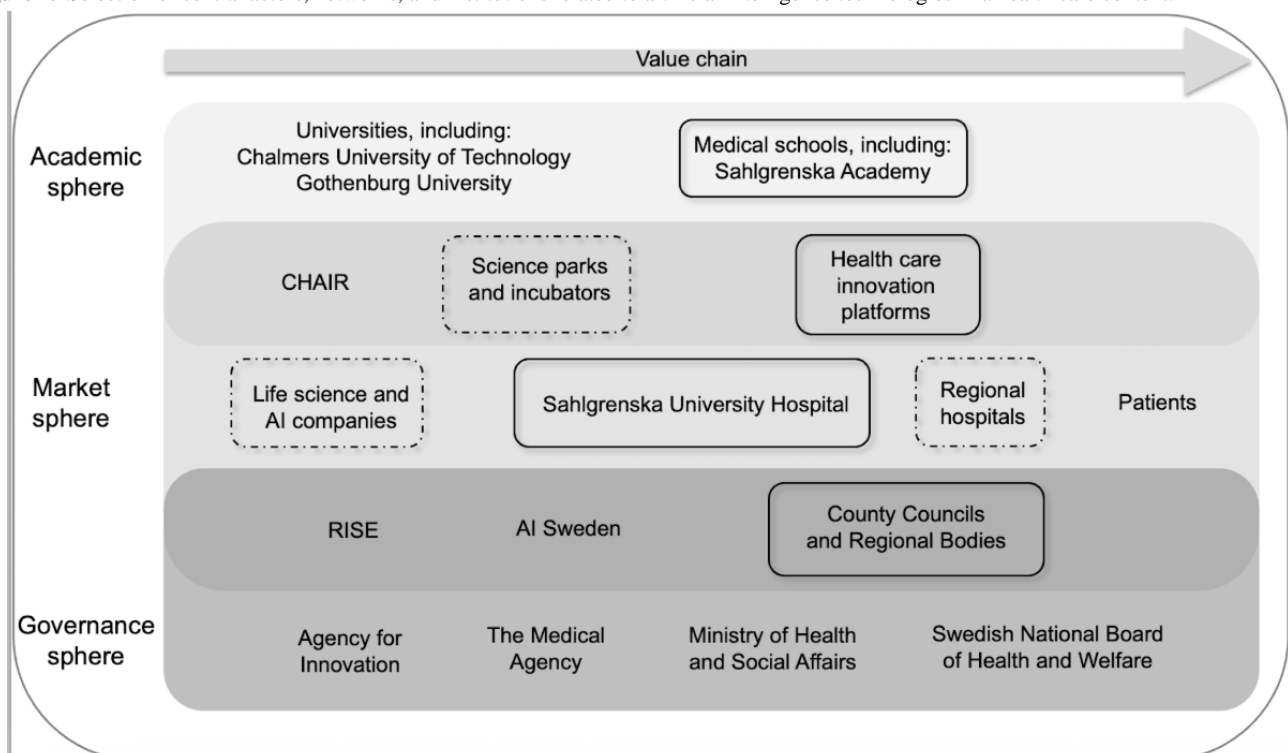 Value chain
Academic
sphere
Universities, including:
Chalmers University of Technology
Gothenburg University
Medical schools, including:
Sahlgrenska Academy
CHAIR
Science parks
and incubators
Health care
innovation
platforms
Market
sphere
Life science and
AI companies
Sahlgrenska University Hospital
Regional
hospitals
Patients
RISE
AI Sweden
County Councils
and Regional Bodies
Governance
sphere
Agency for
Innovation
The Medical
Agency
Ministry of Health
and Social Affairs
Swedish National Board
of Health and Welfare